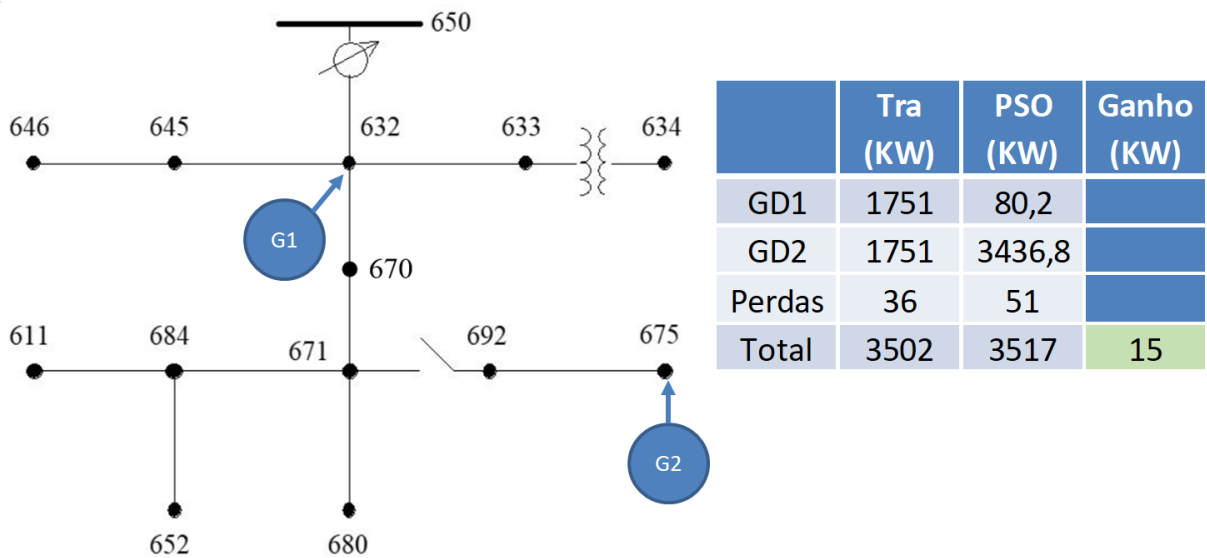 650
646 645 632 633 634
G1
670
611 684 671 692 675
G2
652 680
Tra (KW) PSO (KW) Ganho (KW)
GD1 1751 80,2
GD2 1751 3436,8
Perdas 36 51
Total 3502 3517 15